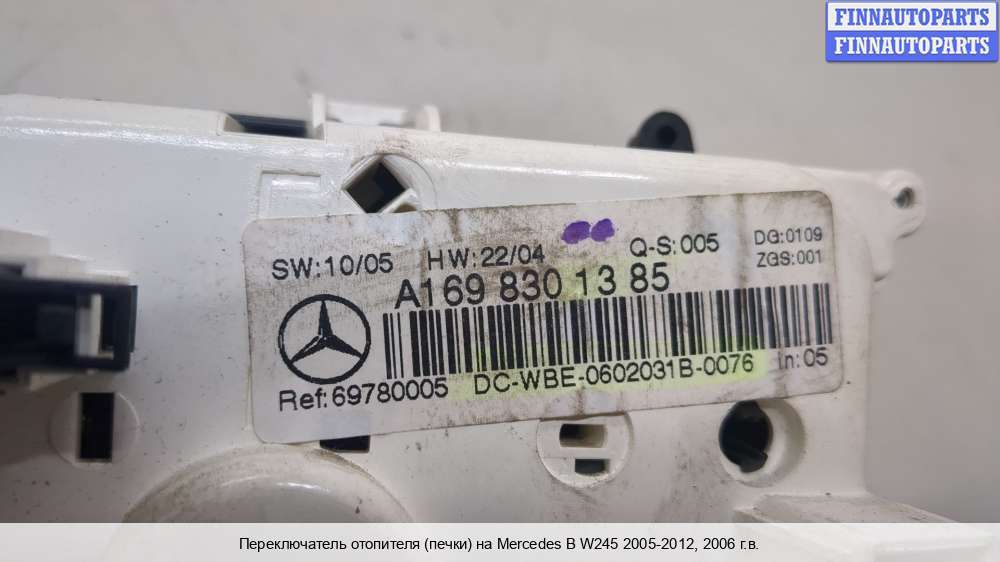 FINNAUTOPARTS
FINNAUTOPARTS
SW:10/05 HW:22/04 Q-S:005 DG:0109
ZGS:001
A169 830 13 85
Ref:69780005 DC-WBE-0602031B-0076 In:05
Переключатель отопителя (печки) на Mercedes B W245 2005-2012, 2006 г.в.